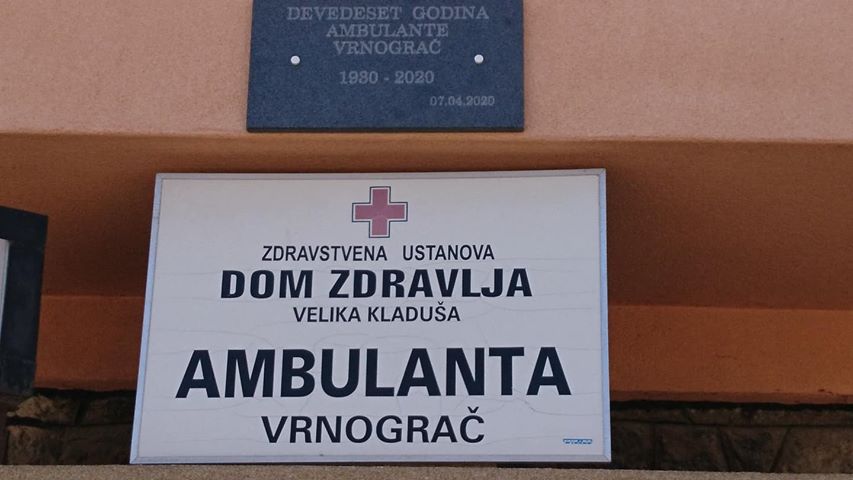 DEVEDESET GODINA
AMBULANTE
VRNOGRAČ
1930 - 2020
07.04.2020
ZDRAVSTVENA USTANOVA
DOM ZDRAVLJA
VELIKA KLADUŠA
AMBULANTA
VRNOGRAČ